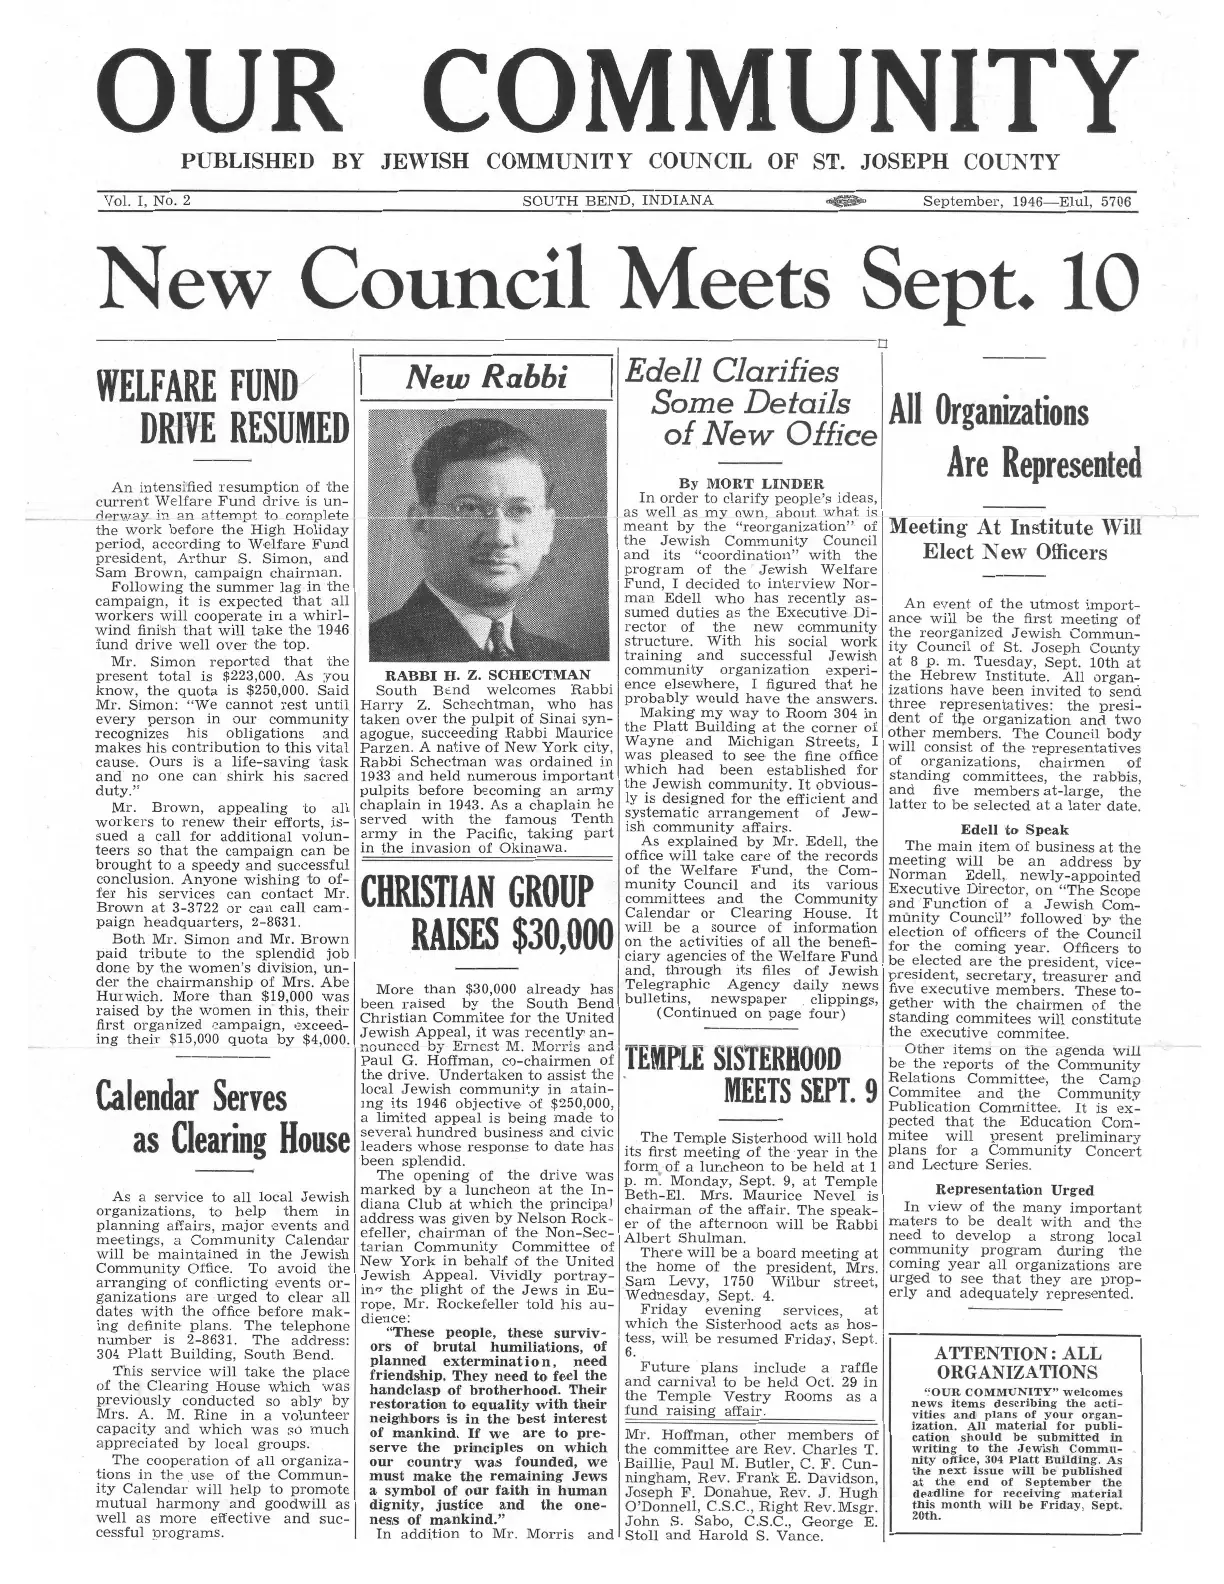 OUR COMMUNITY
PUBLISHED BY JEWISH COMMUNITY COUNCIL OF ST. JOSEPH COUNTY
Vol. I, No. 2 SOUTH BEND, INDIANA September, 1946—Elul, 5706
New Council Meets Sept. 10
WELFARE FUND
DRIVE RESUMED
An intensified resumption of the
current Welfare Fund drive is un-
derway in an attempt to complete
the work before the High Holiday
period, according to Welfare Fund
president, Arthur S. Simon, and
Sam Brown, campaign chairman.
Following the summer lag in the
campaign, it is expected that all
workers will cooperate in a whirl-
wind finish that will take the 1946
fund drive well over the top.
Mr. Simon reported that the
present total is $223,000. As you
know, the quota is $250,000. Said
Mr. Simon: "We cannot rest until
every person in our community
recognizes his obligations and
makes his contribution to this vital
cause. Ours is a life-saving task
and no one can shirk his sacred
duty."
Mr. Brown, appealing to all
workers to renew their efforts, is-
sued a call for additional volun-
teers so that the campaign can be
brought to a speedy and successful
conclusion. Anyone wishing to of-
fer his services can contact Mr.
Brown at 3-3722 or can call cam-
paign headquarters, 2-8631.
Both Mr. Simon and Mr. Brown
paid tribute to the splendid job
done by the women's division, un-
der the chairmanship of Mrs. Abe
Hurwich. More than $19,000 was
raised by the women in this, their
first organized campaign, exceed-
ing their $15,000 quota by $4,000.
Calendar Serves
as Clearing House
As a service to all local Jewish
organizations, to help them in
planning affairs, major events and
meetings, a Community Calendar
will be maintained in the Jewish
Community Office. To avoid the
arranging of conflicting events or-
ganizations are urged to clear all
dates with the office before mak-
ing definite plans. The telephone
number is 2-8631. The address:
304 Platt Building, South Bend.
This service will take the place
of the Clearing House which was
previously conducted so ably by
Mrs. A. M. Rine in a volunteer
capacity and which was so much
appreciated by local groups.
The cooperation of all organiza-
tions in the use of the Commun-
ity Calendar will help to promote
mutual harmony and goodwill as
well as more effective and suc-
cessful programs.
New Rabbi
RABBI H. Z. SCHECTMAN
South Bend welcomes Rabbi
Harry Z. Schechtman, who has
taken over the pulpit of Sinai syn-
agogue, succeeding Rabbi Maurice
Parzen. A native of New York city,
Rabbi Schectman was ordained in
1933 and held numerous important
pulpits before becoming an army
chaplain in 1943. As a chaplain he
served with the famous Tenth
army in the Pacific, taking part
in the invasion of Okinawa.
CHRISTIAN GROUP
RAISES $30,000
More than $30,000 already has
been raised by the South Bend
Christian Commitee for the United
Jewish Appeal, it was recently an-
nounced by Ernest M. Morris and
Paul G. Hoffman, co-chairmen of
the drive. Undertaken to assist the
local Jewish community in atain-
ing its 1946 objective of $250,000,
a limited appeal is being made to
several hundred business and civic
leaders whose response to date has
been splendid.
The opening of the drive was
marked by a luncheon at the In-
diana Club at which the principal
address was given by Nelson Rock-
efeller, chairman of the Non-Sec-
tarian Community Committee of
New York in behalf of the United
Jewish Appeal. Vividly portray-
ing the plight of the Jews in Eu-
rope, Mr. Rockefeller told his au-
dience:
"These people, these surviv-
ors of brutal humiliations, of
planned extermination, need
friendship. They need to feel the
handclasp of brotherhood. Their
restoration to equality with their
neighbors is in the best interest
of mankind. If we are to pre-
serve the principles on which
our country was founded, we
must make the remaining Jews
a symbol of our faith in human
dignity, justice and the one-
ness of mankind."
In addition to Mr. Morris and
Edell Clarifies
Some Details
of New Office
By MORT LINDER
In order to clarify people's ideas,
as well as my own, about what is
meant by the "reorganization" of
the Jewish Community Council
and its "coordination" with the
program of the Jewish Welfare
Fund, I decided to interview Nor-
man Edell who has recently as-
sumed duties as the Executive Di-
rector of the new community
structure. With his social work
training and successful Jewish
community organization experi-
ence elsewhere, I figured that he
probably would have the answers.
Making my way to Room 304 in
the Platt Building at the corner of
Wayne and Michigan Streets, I
was pleased to see the fine office
which had been established for
the Jewish community. It obvious-
ly is designed for the efficient and
systematic arrangement of Jew-
ish community affairs.
As explained by Mr. Edell, the
office will take care of the records
of the Welfare Fund, the Com-
munity Council and its various
committees and the Community
Calendar or Clearing House. It
will be a source of information
on the activities of all the benefi-
ciary agencies of the Welfare Fund
and, through its files of Jewish
Telegraphic Agency daily news
bulletins, newspaper clippings,
(Continued on page four)
TEMPLE SISTERHOOD
MEETS SEPT. 9
The Temple Sisterhood will hold
its first meeting of the year in the
form of a luncheon to be held at 1
p. m. Monday, Sept. 9, at Temple
Beth-El. Mrs. Maurice Nevel is
chairman of the affair. The speak-
er of the afternoon will be Rabbi
Albert Shulman.
There will be a board meeting at
the home of the president, Mrs.
Sam Levy, 1750 Wilbur street,
Wednesday, Sept. 4.
Friday evening services, at
which the Sisterhood acts as hos-
tess, will be resumed Friday, Sept.
6.
Future plans include a raffle
and carnival to be held Oct. 29 in
the Temple Vestry Rooms as a
fund raising affair.
Mr. Hoffman, other members of
the committee are Rev. Charles T.
Baillie, Paul M. Butler, C. F. Cun-
ningham, Rev. Frank E. Davidson,
Joseph F. Donahue, Rev. J. Hugh
O'Donnell, C.S.C., Right Rev. Msgr.
John S. Sabo, C.S.C., George E.
Stoll and Harold S. Vance.
All Organizations
Are Represented
Meeting At Institute Will
Elect New Officers
An event of the utmost import-
ance will be the first meeting of
the reorganized Jewish Commun-
ity Council of St. Joseph County
at 8 p. m. Tuesday, Sept. 10th at
the Hebrew Institute. All organ-
izations have been invited to send
three representatives: the presi-
dent of the organization and two
other members. The Council body
will consist of the representatives
of organizations, chairmen of
standing committees, the rabbis,
and five members at-large, the
latter to be selected at a later date.
Edell to Speak
The main item of business at the
meeting will be an address by
Norman Edell, newly-appointed
Executive Director, on "The Scope
and Function of a Jewish Com-
munity Council" followed by the
election of officers of the Council
for the coming year. Officers to
be elected are the president, vice-
president, secretary, treasurer and
five executive members. These to-
gether with the chairmen of the
standing commitees will constitute
the executive commitee.
Other items on the agenda will
be the reports of the Community
Relations Committee, the Camp
Commitee and the Community
Publication Committee. It is ex-
pected that the Education Com-
mitee will present preliminary
plans for a Community Concert
and Lecture Series.
Representation Urged
In view of the many important
maters to be dealt with and the
need to develop a strong local
community program during the
coming year all organizations are
urged to see that they are prop-
erly and adequately represented.
ATTENTION: ALL
ORGANIZATIONS
"OUR COMMUNITY" welcomes
news items describing the acti-
vities and plans of your organ-
ization. All material for publi-
cation should be submitted in
writing to the Jewish Commu-
nity office, 304 Platt Building. As
the next issue will be published
at the end of September the
deadline for receiving material
this month will be Friday, Sept.
20th.